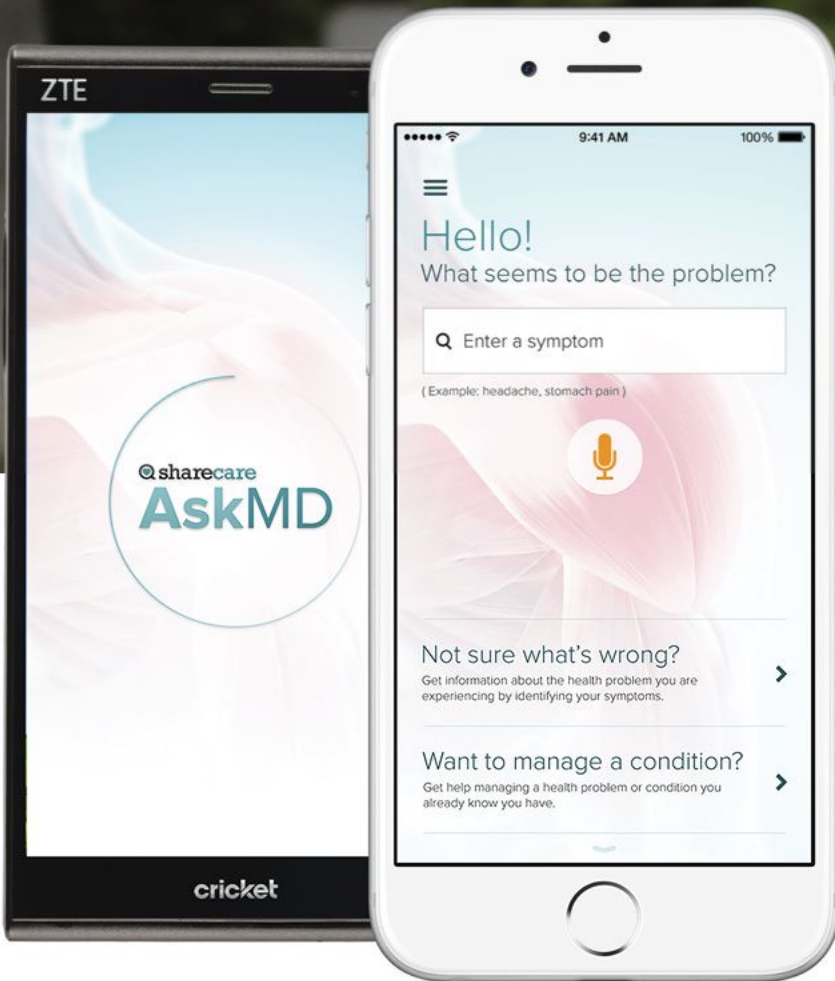 ZTE
sharecare
AskMD
cricket
9:41 AM
100%
Hello!
What seems to be the problem?
Enter a symptom
( Example: headache, stomach pain )
Not sure what's wrong?
Get information about the health problem you are
experiencing by identifying your symptoms.
Want to manage a condition?
Get help managing a health problem or condition you
already know you have.